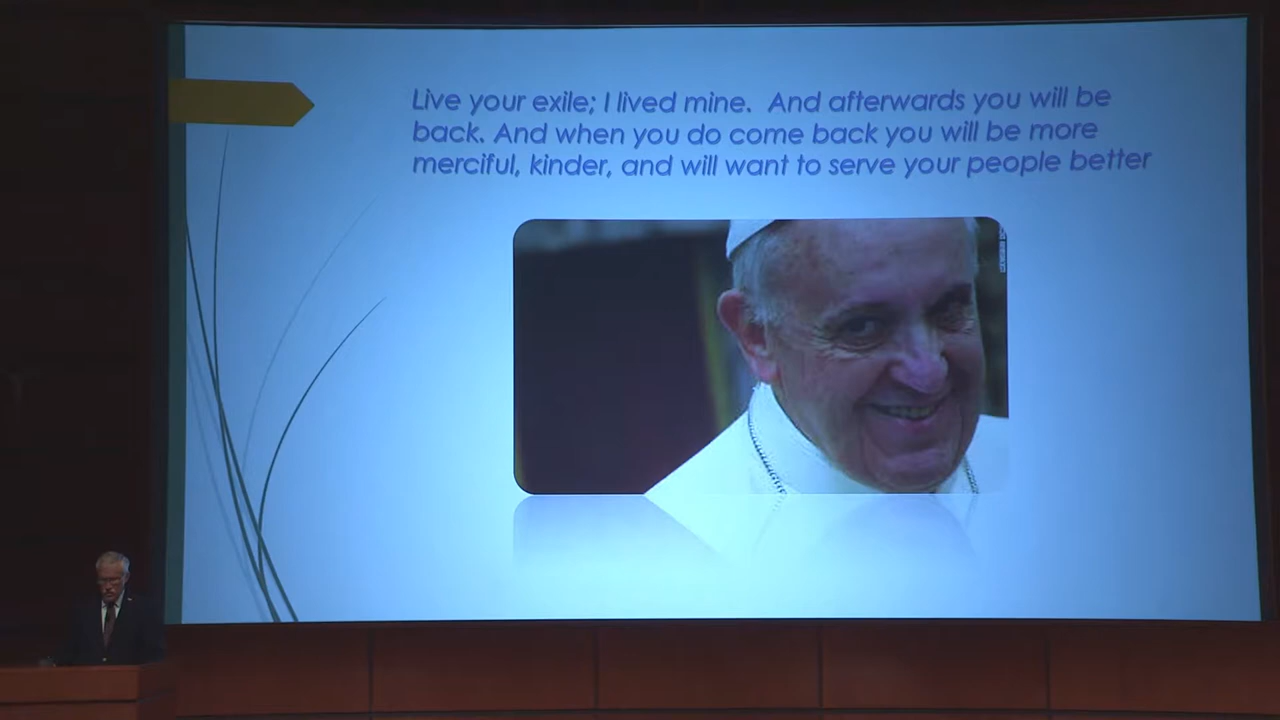 Live your exile; I lived mine.  And afterwards you will be
back. And when you do come back you will be more
merciful, kinder, and will want to serve your people better